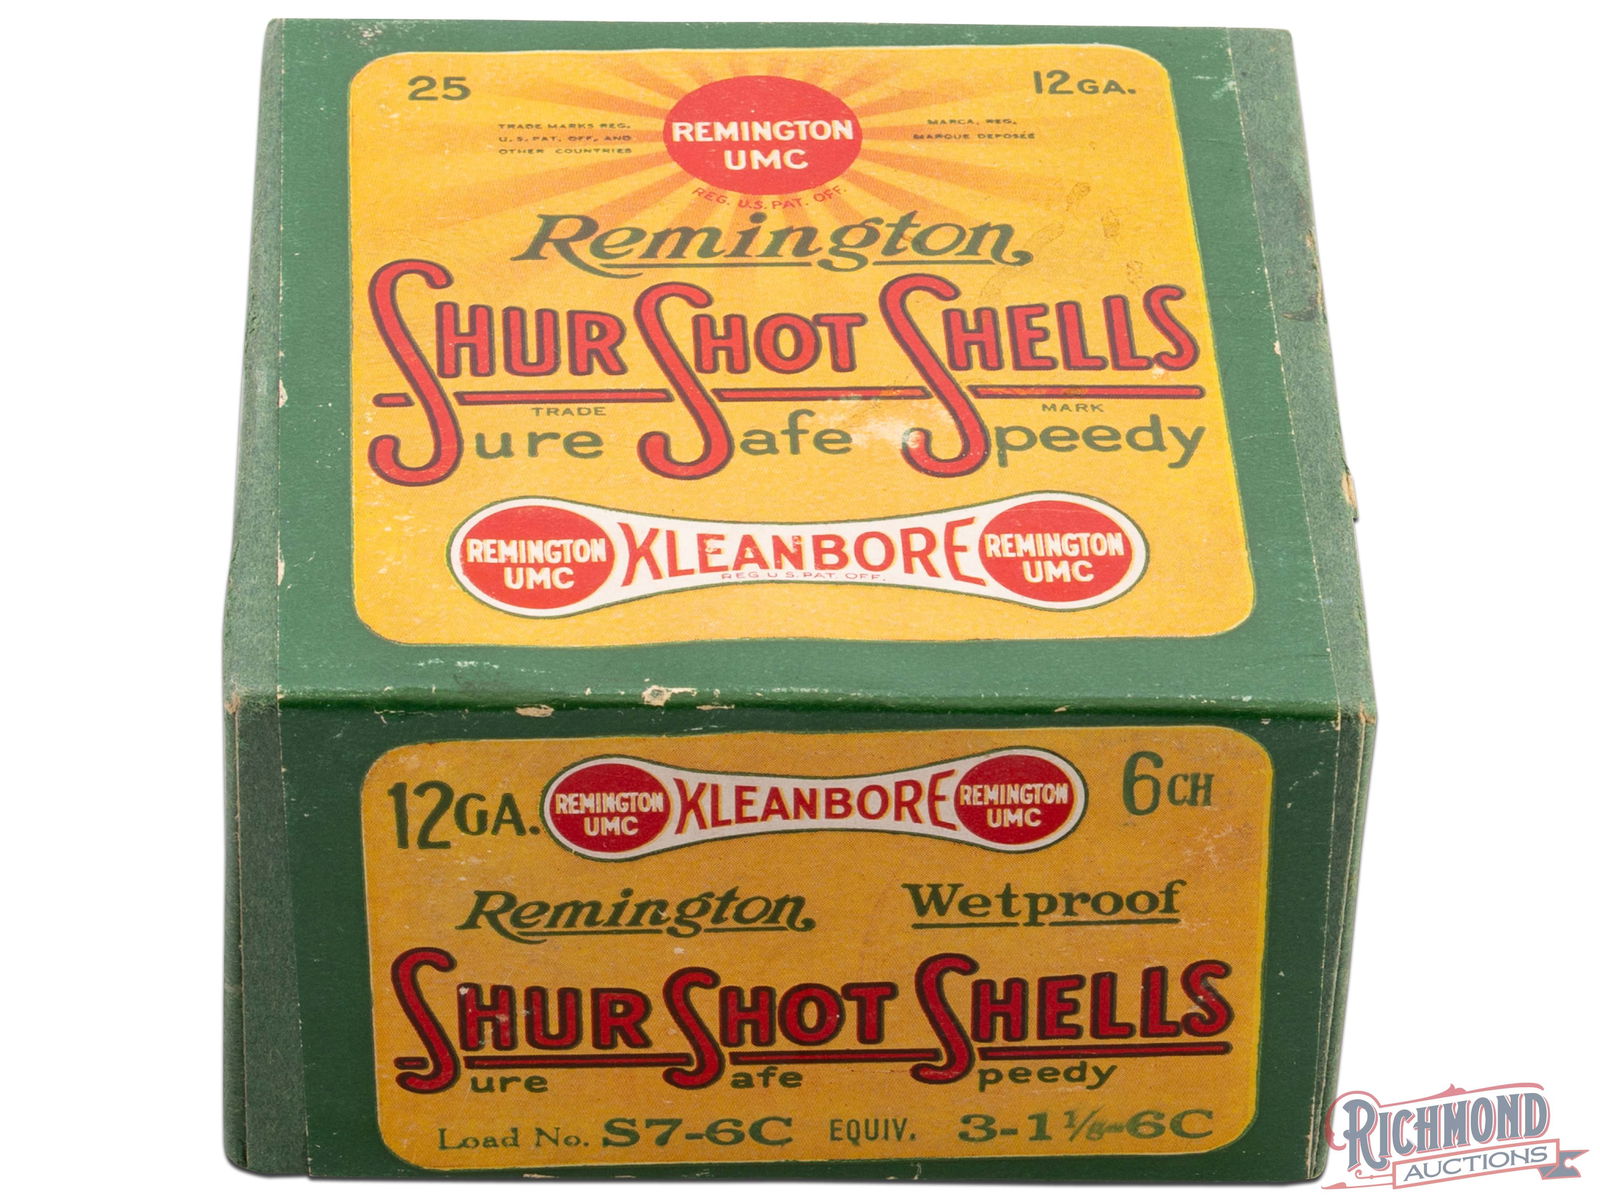 25
12GA.
TRADE MARKS REG.
U.S. PAT. OFF. AND
OTHER COUNTRIES
REMINGTON
UMC
REG. U.S. PAT. OFF.
MARCA, REG,
MARQUE DEPOSÉE
Remington,
SHUR SHOT SHELLS
TRADE MARK
Sure Safe Speedy
REMINGTON
UMC
KLEANBORE
REG U S. PAT. OFF.
REMINGTON
UMC
12GA.
REMINGTON
UMC
KLEANBORE
REMINGTON
UMC
6CH
Remington, Wetproof
SHUR SHOT SHELLS
Sure Safe Speedy
Load No. S7-6C EQUIV. 3-1⅛-6C
RICHMOND
AUCTIONS